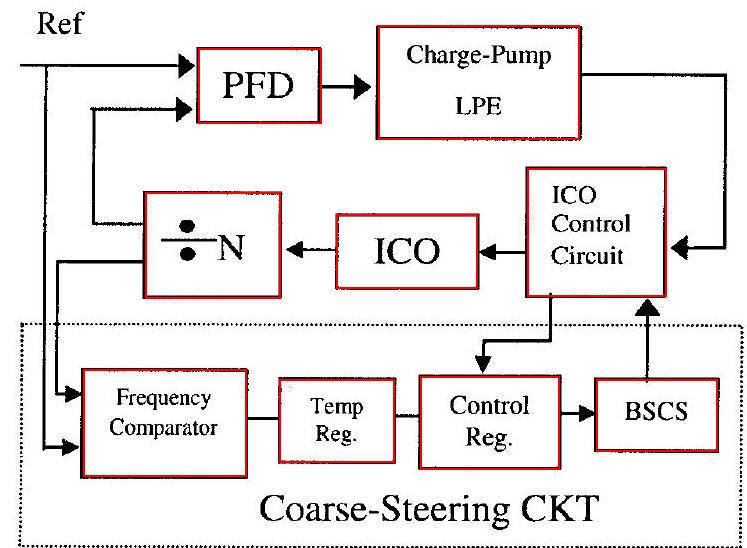 Ref
PFD
Charge-Pump
LPE
÷N
ICO
ICO
Control
Circuit
Frequency
Comparator
Temp
Reg.
Control
Reg.
BSCS
Coarse-Steering CKT